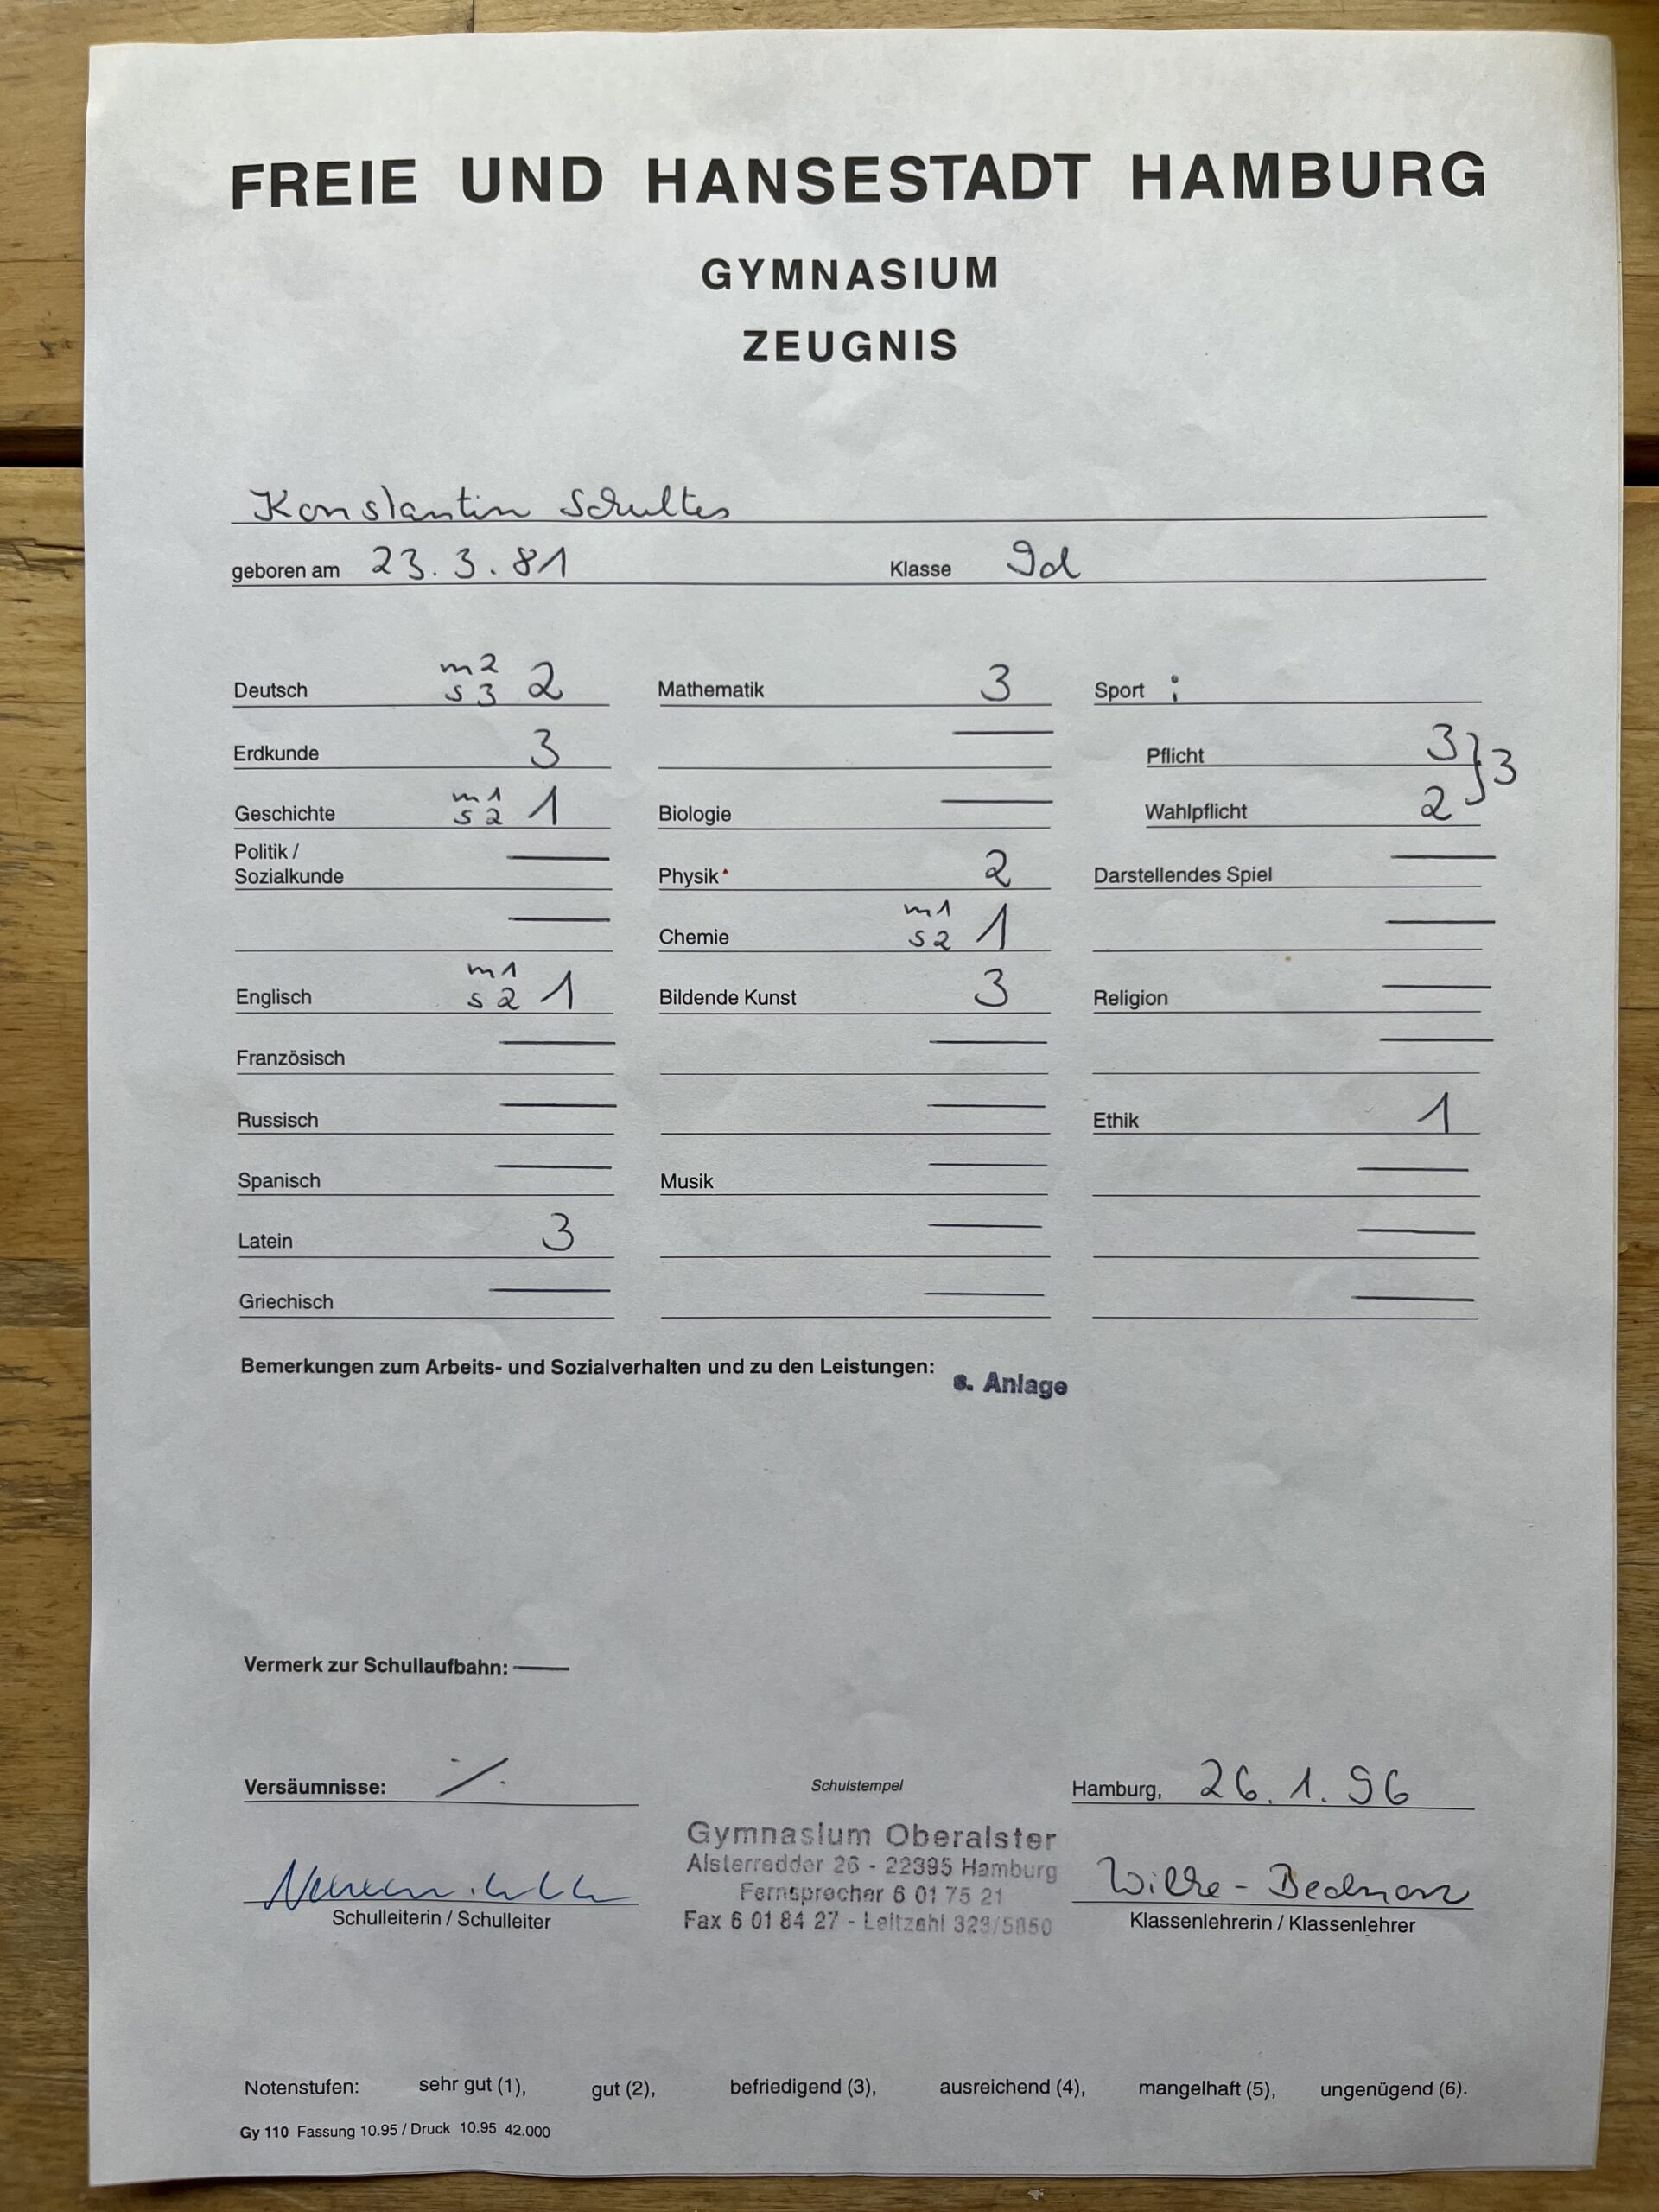 FREIE UND HANSESTADT HAMBURG
GYMNASIUM
ZEUGNIS
Konstantin Schultes
geboren am 23.3.81 Klasse 9d
Deutsch m2 s3 2 Mathematik 3 Sport :
Erdkunde 3 Pflicht 3 } 3
Geschichte m1 s2 1 Biologie — Wahlpflicht 2
Politik / Sozialkunde — Physik 2 Darstellendes Spiel —
Chemie m1 s2 1
Englisch m1 s2 1 Bildende Kunst 3 Religion —
Französisch —
Russisch — Ethik 1
Spanisch — Musik —
Latein 3
Griechisch —
Bemerkungen zum Arbeits- und Sozialverhalten und zu den Leistungen: s. Anlage
Vermerk zur Schullaufbahn: —
Versäumnisse: ./. Schulstempel Hamburg, 26.1.96
Gymnasium Oberalster
Alsterredder 26 - 22395 Hamburg
Fernsprecher 6 01 75 21
Fax 6 01 84 27 - Leitzahl 323/5850
Wilke-Bednarz
Schulleiterin / Schulleiter Klassenlehrerin / Klassenlehrer
Notenstufen: sehr gut (1), gut (2), befriedigend (3), ausreichend (4), mangelhaft (5), ungenügend (6).
Gy 110 Fassung 10.95 / Druck 10.95 42.000